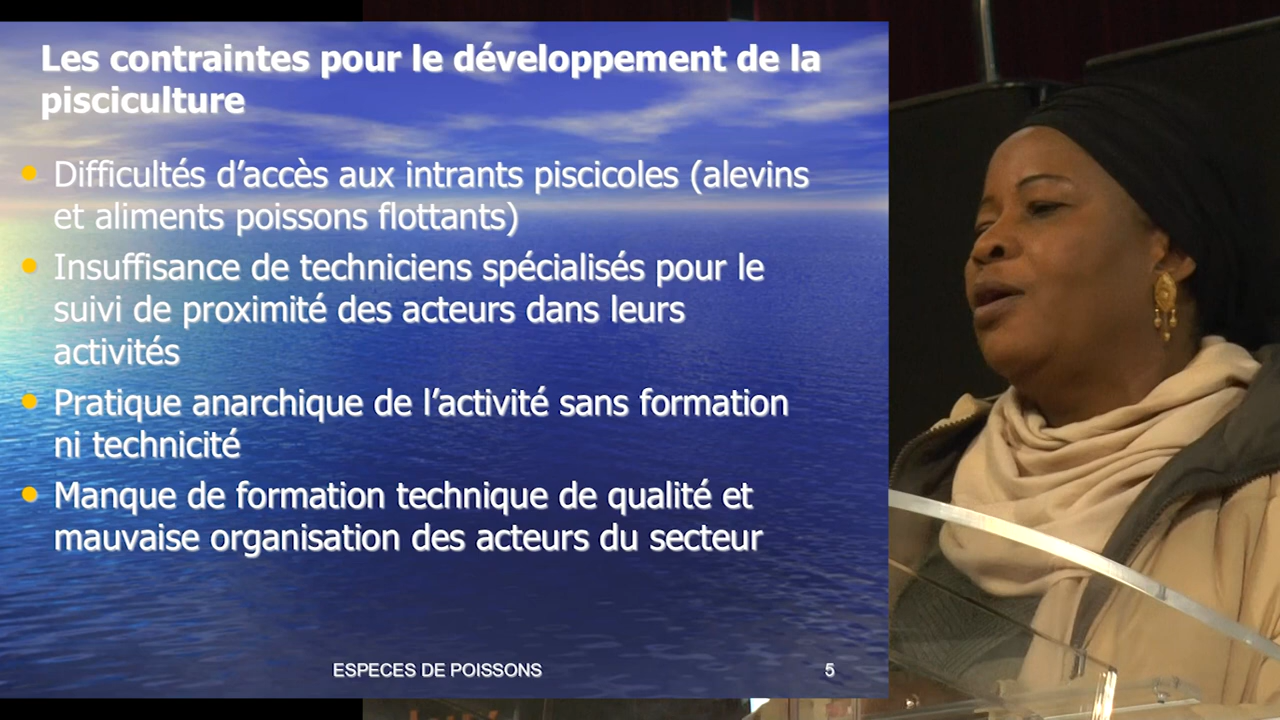 Les contraintes pour le développement de la
pisciculture
• Difficultés d’accès aux intrants piscicoles (alevins
et aliments poissons flottants)
• Insuffisance de techniciens spécialisés pour le
suivi de proximité des acteurs dans leurs
activités
• Pratique anarchique de l’activité sans formation
ni technicité
• Manque de formation technique de qualité et
mauvaise organisation des acteurs du secteur
ESPECES DE POISSONS 5